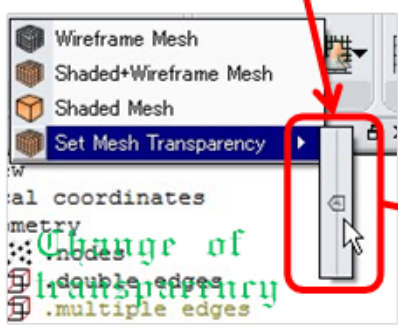 Wireframe Mesh
Shaded+Wireframe Mesh
Shaded Mesh
Set Mesh Transparency
al coordinates
ometry
Change of
.nodes
.double edges
transparency
.multiple edges